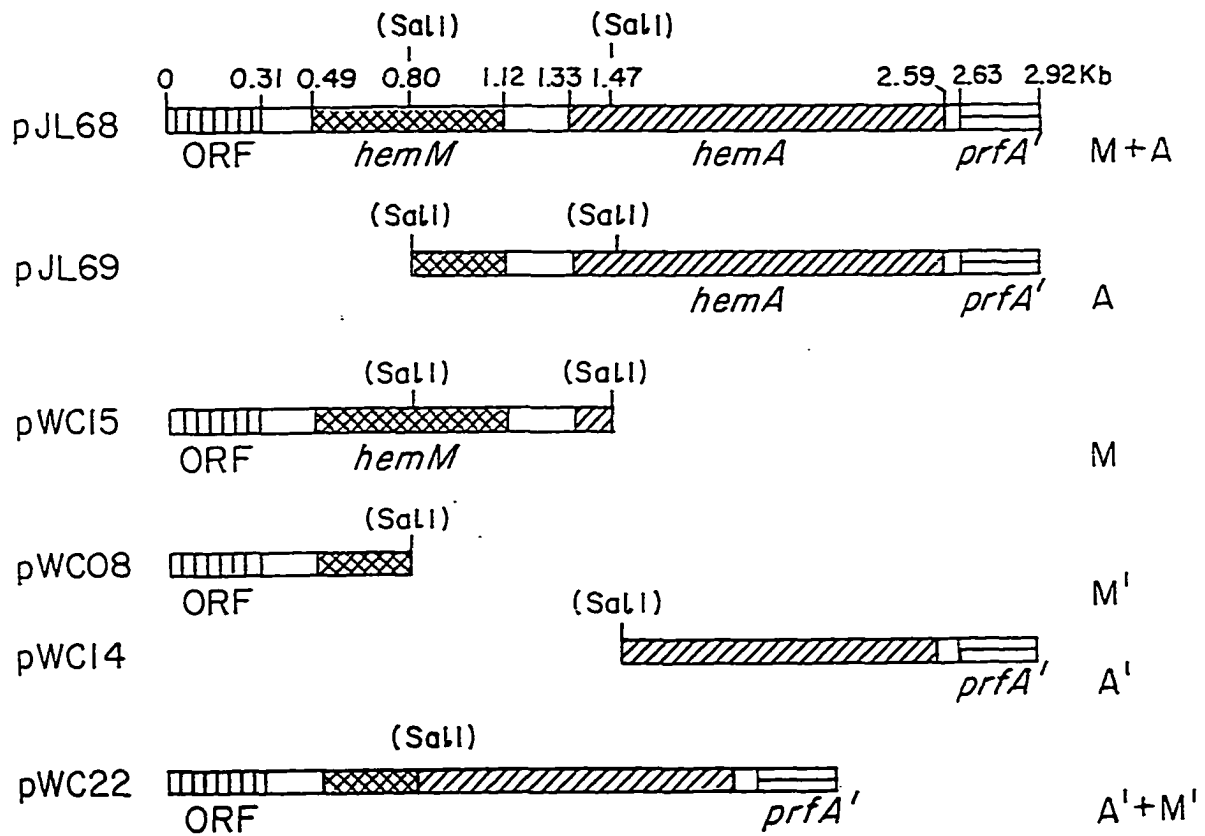 (SalI) (SalI)
0 0.31 0.49 0.80 1.12 1.33 1.47 2.59 2.63 2.92Kb
pJL68
ORF hemM hemA prfA' M+A
(SalI) (SalI)
pJL69
hemA prfA' A
(SalI) (SalI)
pWC15
ORF hemM M
(SalI)
pWC08
ORF M'
(SalI)
pWC14
prfA' A'
(SalI)
pWC22
ORF prfA' A'+M'